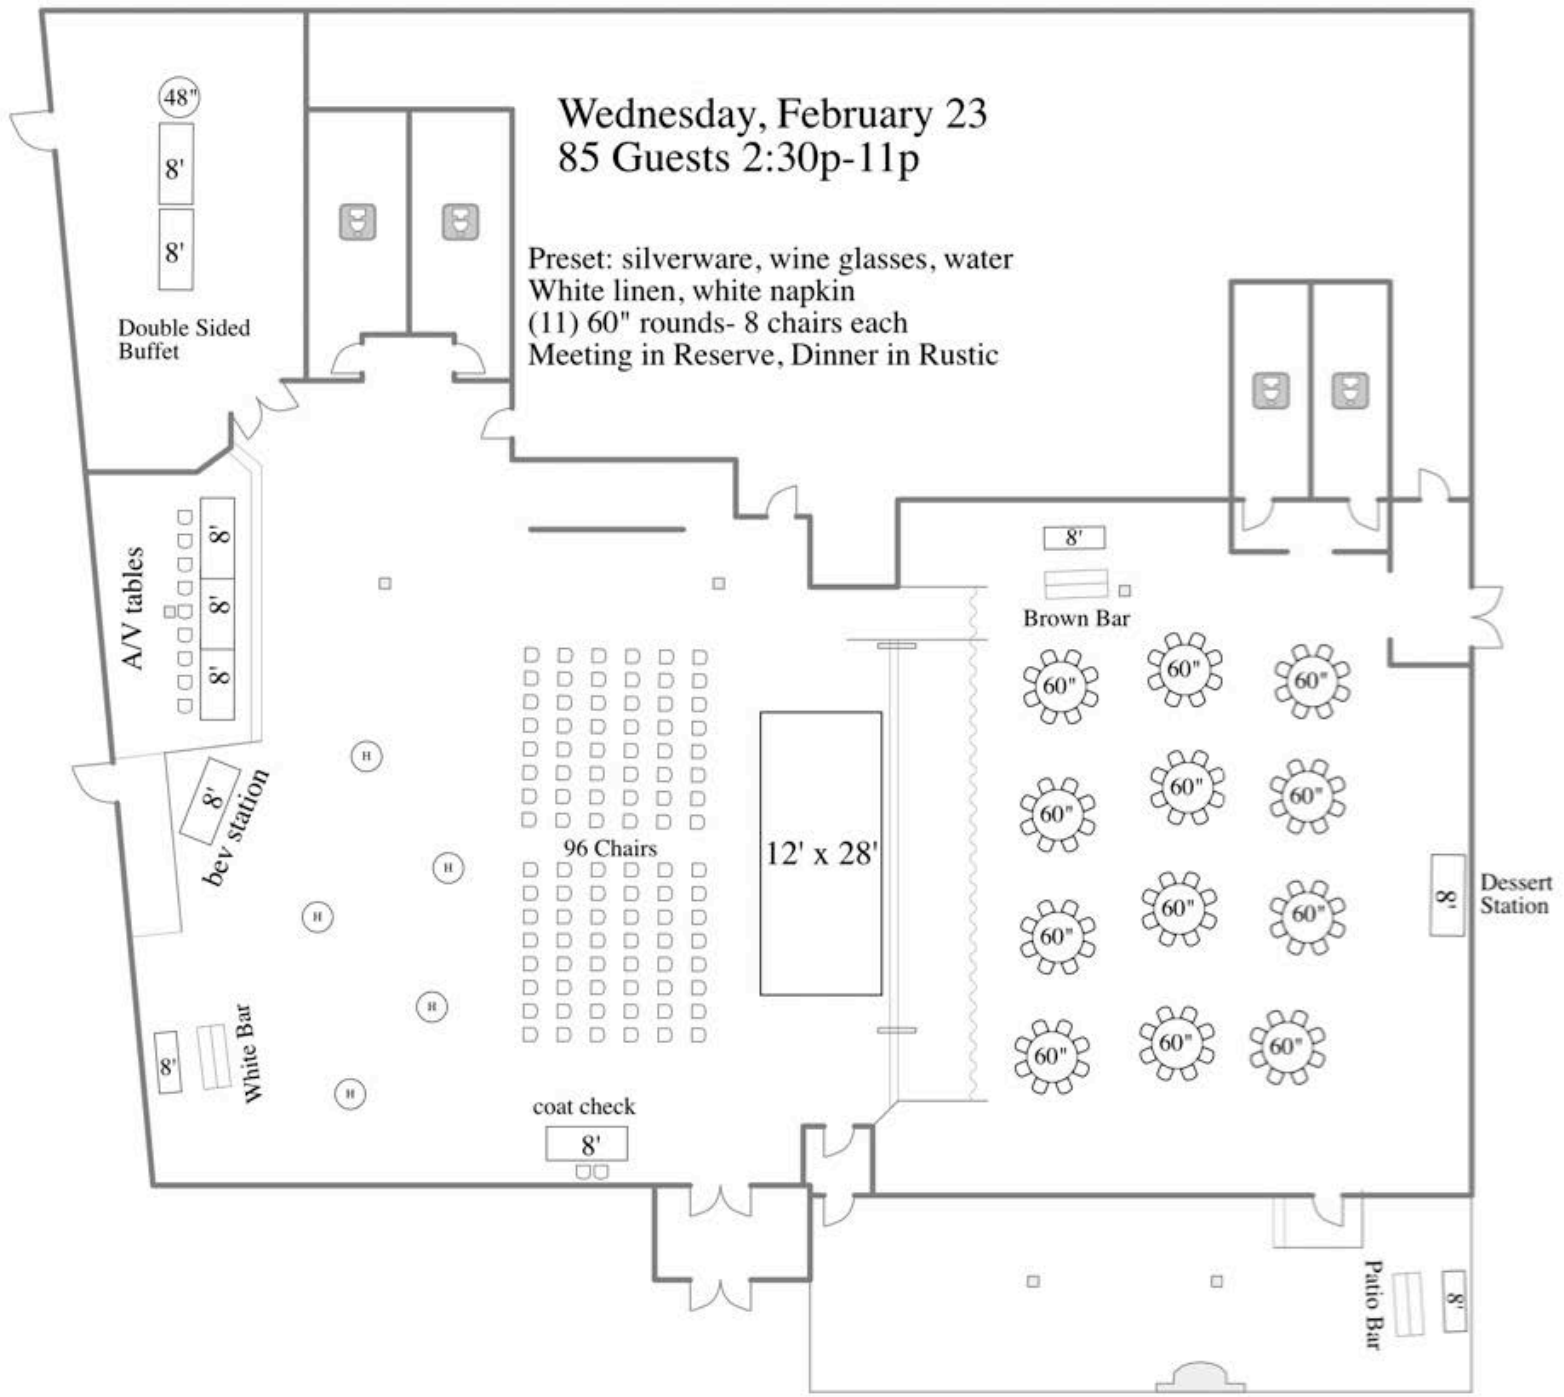 48"
8'
8'
Double Sided
Buffet
Wednesday, February 23
85 Guests 2:30p-11p
Preset: silverware, wine glasses, water
White linen, white napkin
(11) 60" rounds- 8 chairs each
Meeting in Reserve, Dinner in Rustic
A/V tables
8'
8'
8'
8'
bev station
H
H
H
H
H
8'
White Bar
96 Chairs
12' x 28'
coat check
8'
8'
Brown Bar
60"
60"
60"
60"
60"
60"
60"
60"
60"
60"
60"
60"
8'
Dessert
Station
Patio Bar
8'